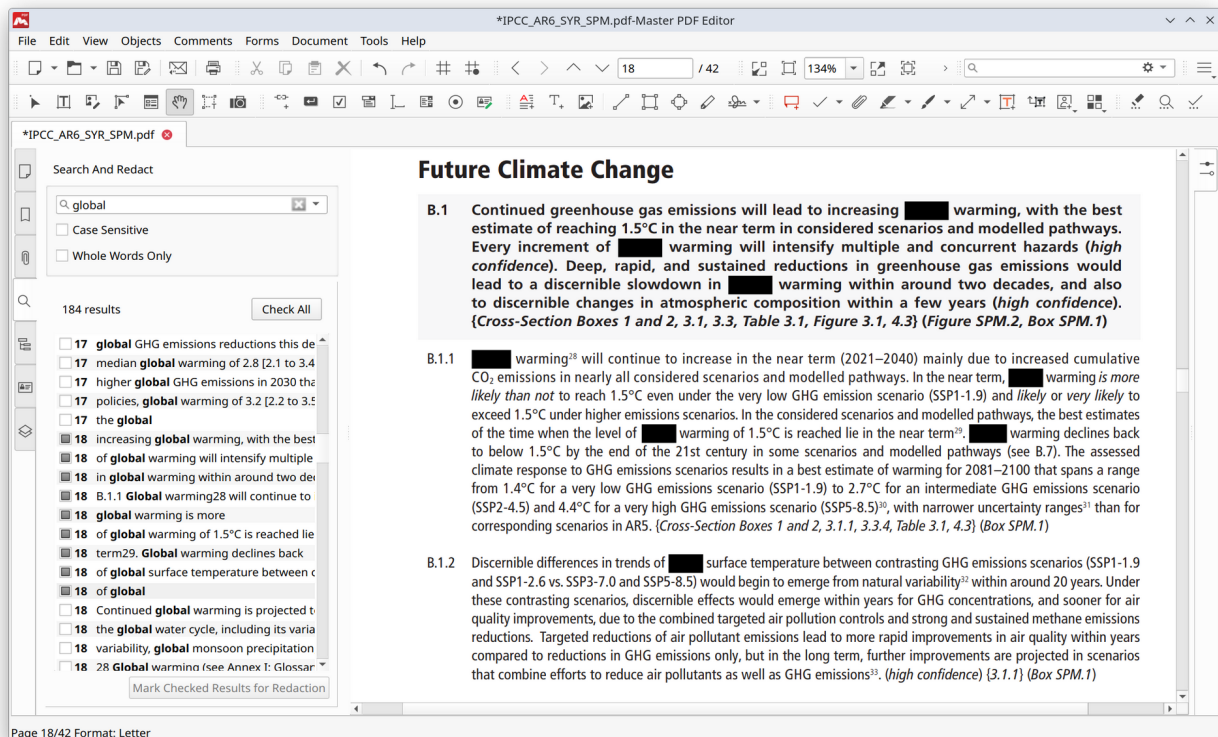 *IPCC_AR6_SYR_SPM.pdf-Master PDF Editor
File Edit View Objects Comments Forms Document Tools Help
18 / 42 134%
*IPCC_AR6_SYR_SPM.pdf
Search And Redact
global
Case Sensitive
Whole Words Only
184 results Check All
17 global GHG emissions reductions this de
17 median global warming of 2.8 [2.1 to 3.4
17 higher global GHG emissions in 2030 tha
17 policies, global warming of 3.2 [2.2 to 3.5
17 the global
18 increasing global warming, with the best
18 of global warming will intensify multiple
18 in global warming within around two de
18 B.1.1 Global warming28 will continue to
18 global warming is more
18 of global warming of 1.5°C is reached lie
18 term29. Global warming declines back
18 of global surface temperature between c
18 of global
18 Continued global warming is projected t
18 the global water cycle, including its varia
18 variability, global monsoon precipitation
18 28 Global warming (see Annex I: Glossar
Mark Checked Results for Redaction
Future Climate Change
B.1 Continued greenhouse gas emissions will lead to increasing warming, with the best
estimate of reaching 1.5°C in the near term in considered scenarios and modelled pathways.
Every increment of warming will intensify multiple and concurrent hazards (high
confidence). Deep, rapid, and sustained reductions in greenhouse gas emissions would
lead to a discernible slowdown in warming within around two decades, and also
to discernible changes in atmospheric composition within a few years (high confidence).
{Cross-Section Boxes 1 and 2, 3.1, 3.3, Table 3.1, Figure 3.1, 4.3} (Figure SPM.2, Box SPM.1)
B.1.1 warming²⁸ will continue to increase in the near term (2021–2040) mainly due to increased cumulative
CO₂ emissions in nearly all considered scenarios and modelled pathways. In the near term, warming is more
likely than not to reach 1.5°C even under the very low GHG emission scenario (SSP1-1.9) and likely or very likely to
exceed 1.5°C under higher emissions scenarios. In the considered scenarios and modelled pathways, the best estimates
of the time when the level of warming of 1.5°C is reached lie in the near term²⁹. warming declines back
to below 1.5°C by the end of the 21st century in some scenarios and modelled pathways (see B.7). The assessed
climate response to GHG emissions scenarios results in a best estimate of warming for 2081–2100 that spans a range
from 1.4°C for a very low GHG emissions scenario (SSP1-1.9) to 2.7°C for an intermediate GHG emissions scenario
(SSP2-4.5) and 4.4°C for a very high GHG emissions scenario (SSP5-8.5)³⁰, with narrower uncertainty ranges³¹ than for
corresponding scenarios in AR5. {Cross-Section Boxes 1 and 2, 3.1.1, 3.3.4, Table 3.1, 4.3} (Box SPM.1)
B.1.2 Discernible differences in trends of surface temperature between contrasting GHG emissions scenarios (SSP1-1.9
and SSP1-2.6 vs. SSP3-7.0 and SSP5-8.5) would begin to emerge from natural variability³² within around 20 years. Under
these contrasting scenarios, discernible effects would emerge within years for GHG concentrations, and sooner for air
quality improvements, due to the combined targeted air pollution controls and strong and sustained methane emissions
reductions. Targeted reductions of air pollutant emissions lead to more rapid improvements in air quality within years
compared to reductions in GHG emissions only, but in the long term, further improvements are projected in scenarios
that combine efforts to reduce air pollutants as well as GHG emissions³³. (high confidence) {3.1.1} (Box SPM.1)
Page 18/42 Format: Letter